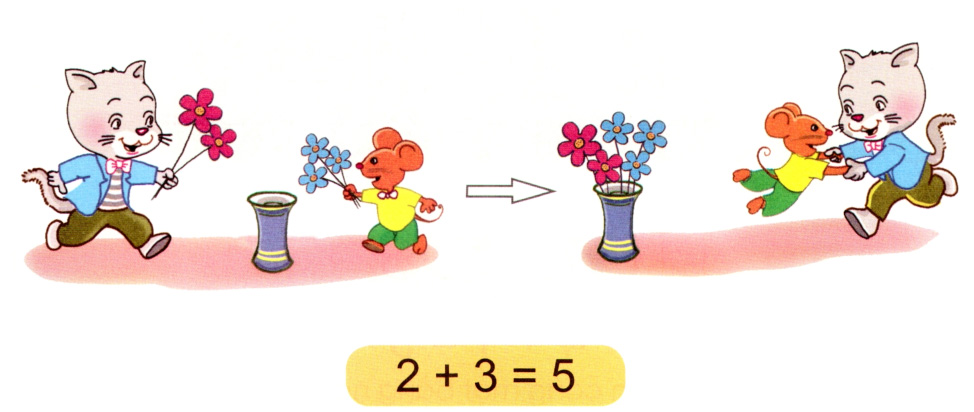 2 + 3 = 5